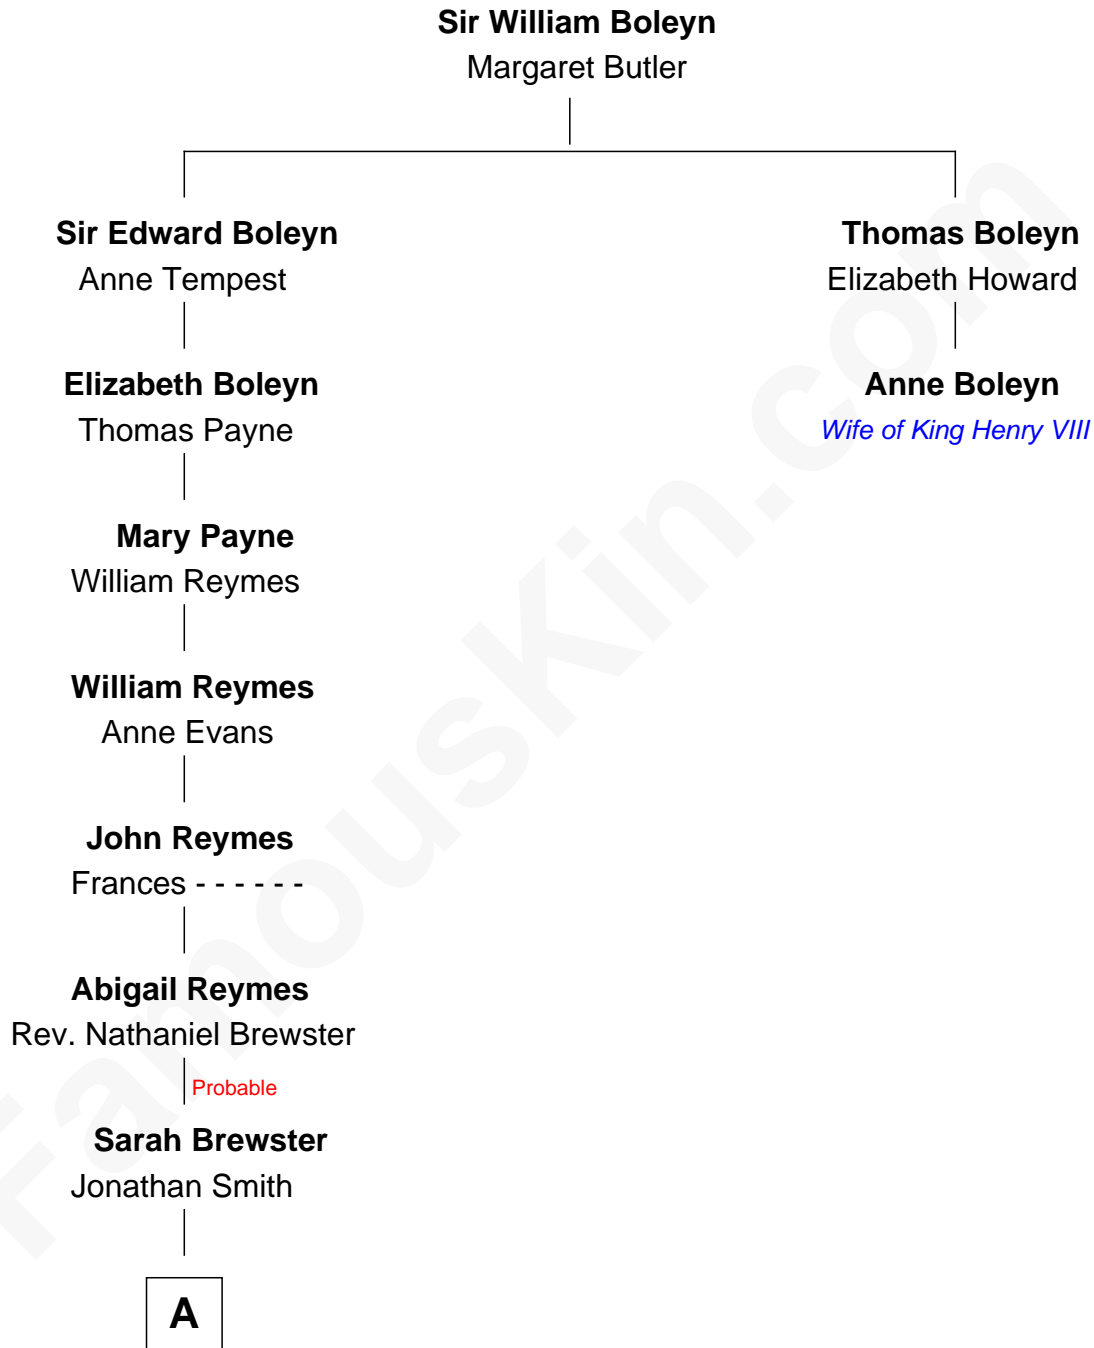 Sir William Boleyn
Margaret Butler
Sir Edward Boleyn
Anne Tempest
Thomas Boleyn
Elizabeth Howard
Elizabeth Boleyn
Thomas Payne
Anne Boleyn
Wife of King Henry VIII
Mary Payne
William Reymes
William Reymes
Anne Evans
John Reymes
Frances - - - - - -
Abigail Reymes
Rev. Nathaniel Brewster
Probable
Sarah Brewster
Jonathan Smith
A
FamousKin.com